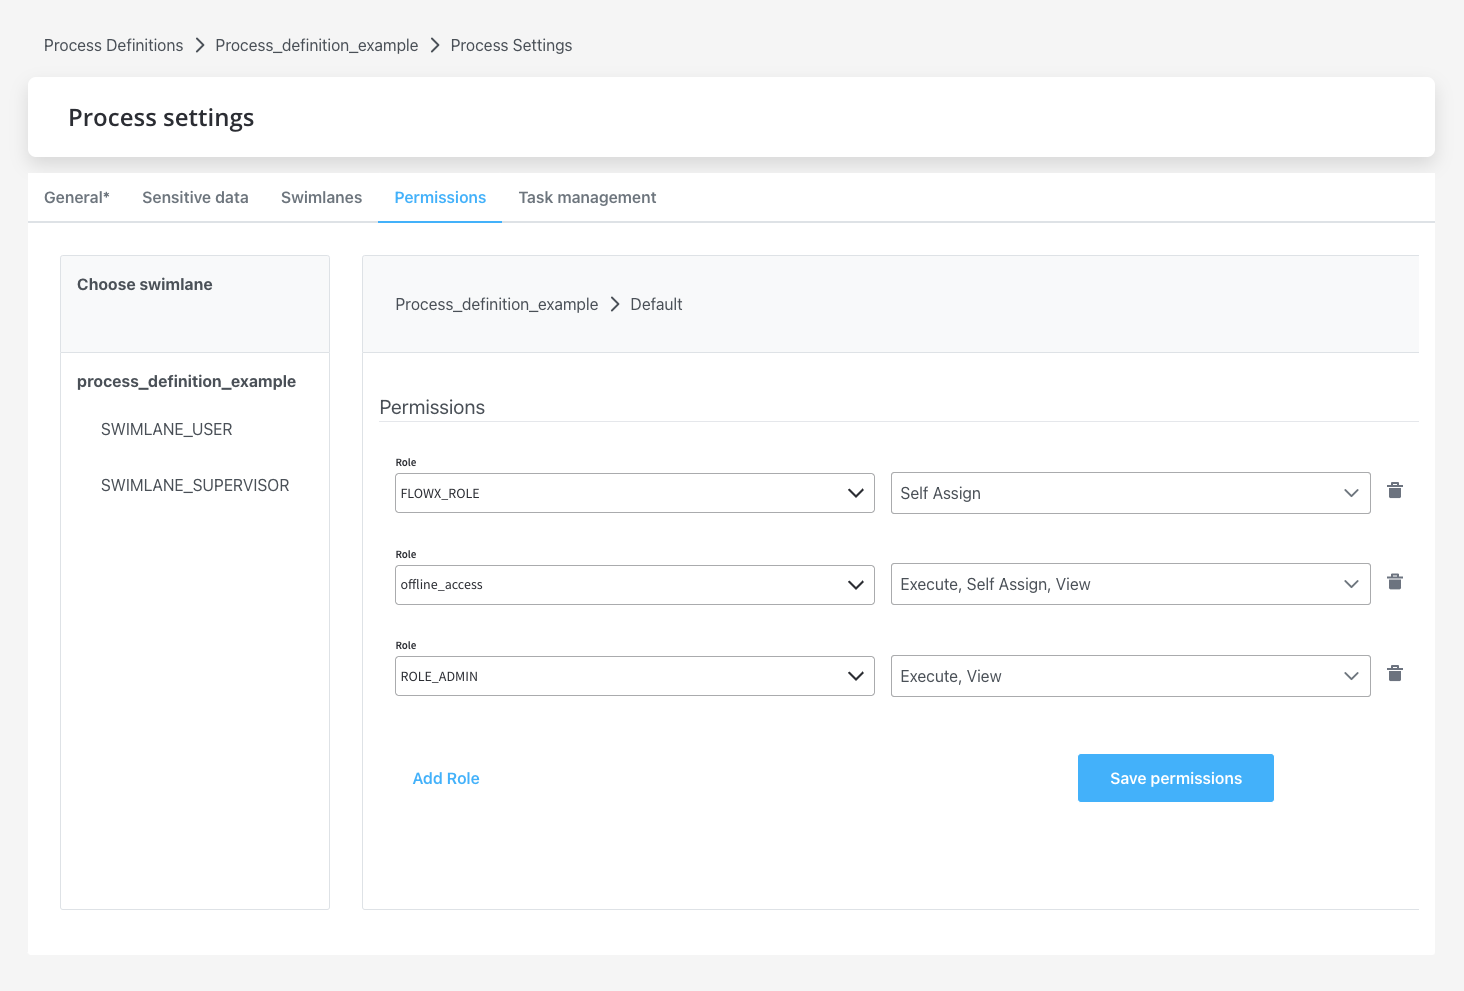 Process Definitions > Process_definition_example > Process Settings
Process settings
General* Sensitive data Swimlanes Permissions Task management
Choose swimlane
process_definition_example
SWIMLANE_USER
SWIMLANE_SUPERVISOR
Process_definition_example > Default
Permissions
Role
FLOWX_ROLE Self Assign
Role
offline_access Execute, Self Assign, View
Role
ROLE_ADMIN Execute, View
Add Role Save permissions